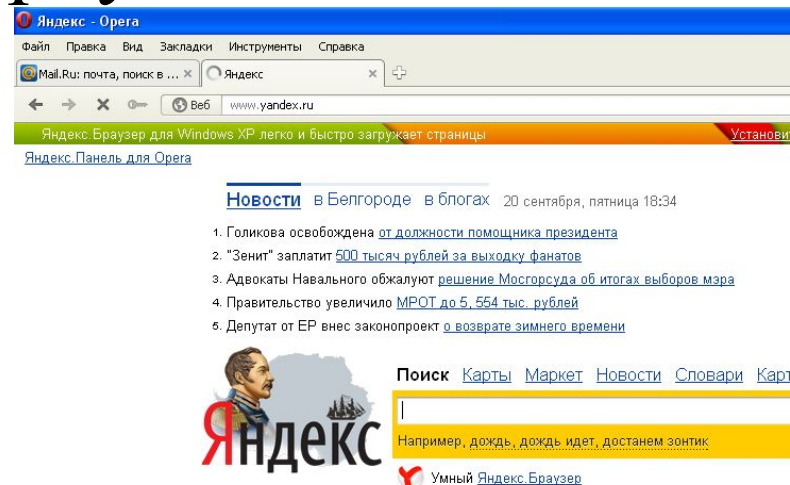 Яндекс - Opera
Файл Правка Вид Закладки Инструменты Справка
Mail.Ru: почта, поиск в ... Яндекс
Веб www.yandex.ru
Яндекс.Браузер для Windows XP легко и быстро загружает страницы
Яндекс.Панель для Opera
Новости в Белгороде в блогах 20 сентября, пятница 18:34
1. Голикова освобождена от должности помощника президента
2. "Зенит" заплатит 500 тысяч рублей за выходку фанатов
3. Адвокаты Навального обжалуют решение Мосгорсуда об итогах выборов мэра
4. Правительство увеличило МРОТ до 5, 554 тыс. рублей
5. Депутат от ЕР внес законопроект о возврате зимнего времени
Поиск Карты Маркет Новости Словари
Яндекс
Например, дождь, дождь идет, достанем зонтик
Умный Яндекс.Браузер